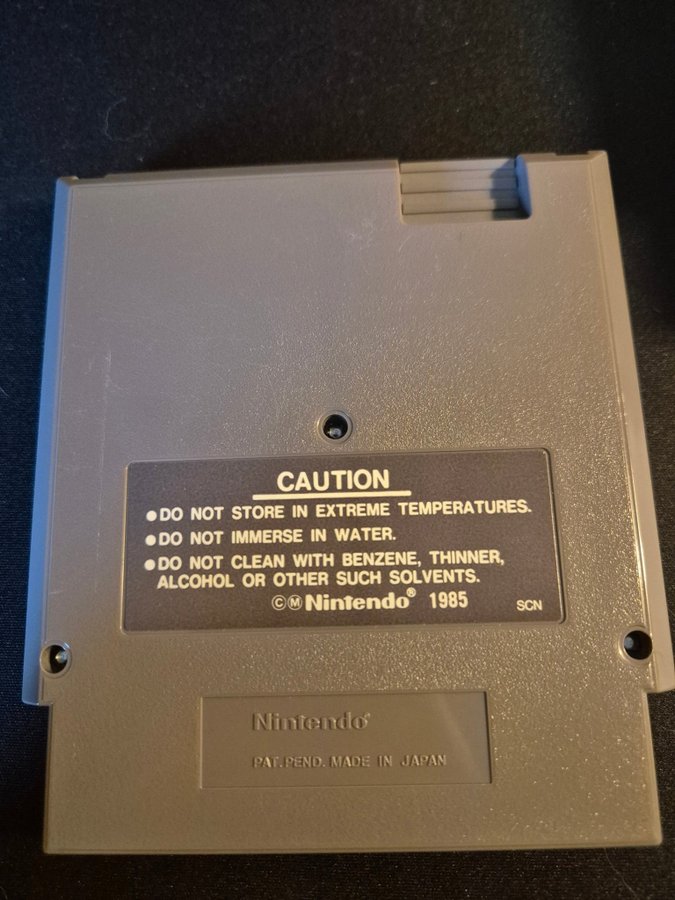 CAUTION
●DO NOT STORE IN EXTREME TEMPERATURES.
●DO NOT IMMERSE IN WATER.
●DO NOT CLEAN WITH BENZENE, THINNER,
ALCOHOL OR OTHER SUCH SOLVENTS.
©Ⓜ Nintendo® 1985 SCN
Nintendo®
PAT. PEND. MADE IN JAPAN